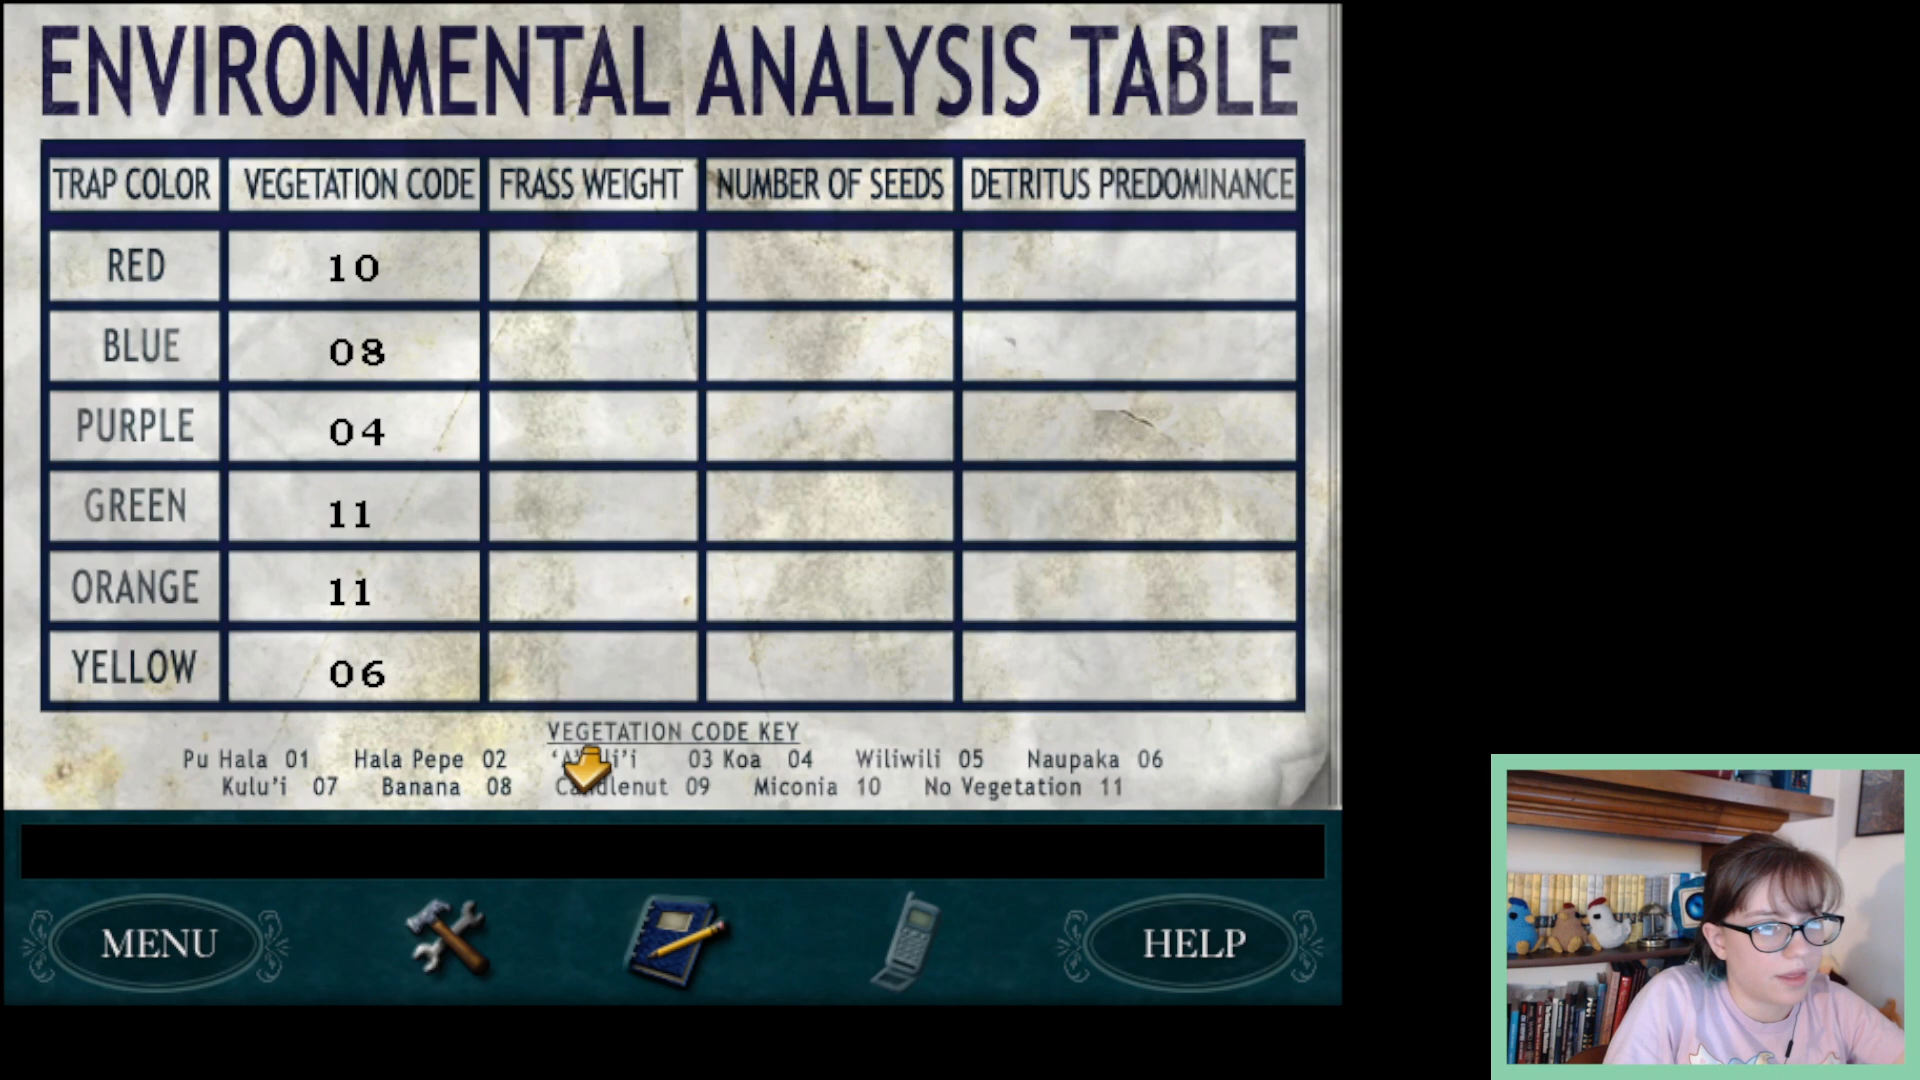 ENVIRONMENTAL ANALYSIS TABLE
TRAP COLOR VEGETATION CODE FRASS WEIGHT NUMBER OF SEEDS DETRITUS PREDOMINANCE
RED 10
BLUE 08
PURPLE 04
GREEN 11
ORANGE 11
YELLOW 06
VEGETATION CODE KEY
Pu Hala 01 Hala Pepe 02 03 Koa 04 Wiliwili 05 Naupaka 06
Kulu'i 07 Banana 08 Candlenut 09 Miconia 10 No Vegetation 11
MENU HELP